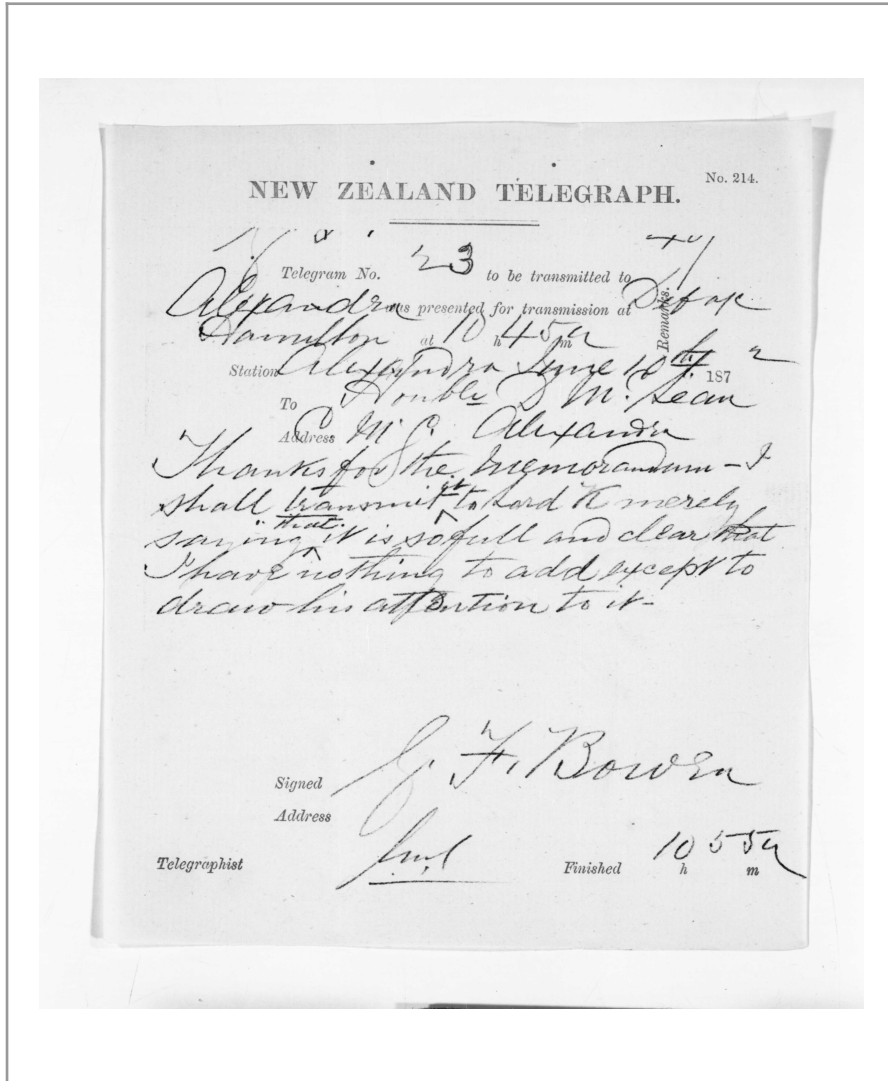 No. 214.
NEW ZEALAND TELEGRAPH.
Telegram No. 23 to be transmitted to
Alexandra was presented for transmission at
Hamilton at 10 h 45 m
Remarks.
Station Alexandra June 10th 1872
To Honble D McLean
Address Alexandra
Thanks for the memorandum - I
shall transmit it to Lord K merely
saying "that" it is so full and clear that
I have nothing to add except to
draw his attention to it -
Signed G. F. Bowen
Address
Telegraphist
Finished 10 h 55 m